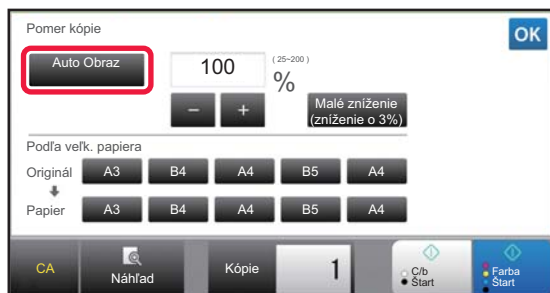 Pomer kópie
OK
Auto Obraz
100
(25~200)
%
−
+
Malé zníženie
(zníženie o 3%)
Podľa veľk. papiera
Originál A3 B4 A4 B5 A4
Papier A3 B4 A4 B5 A4
CA
Náhľad
Kópie
1
C/b
Štart
Farba
Štart